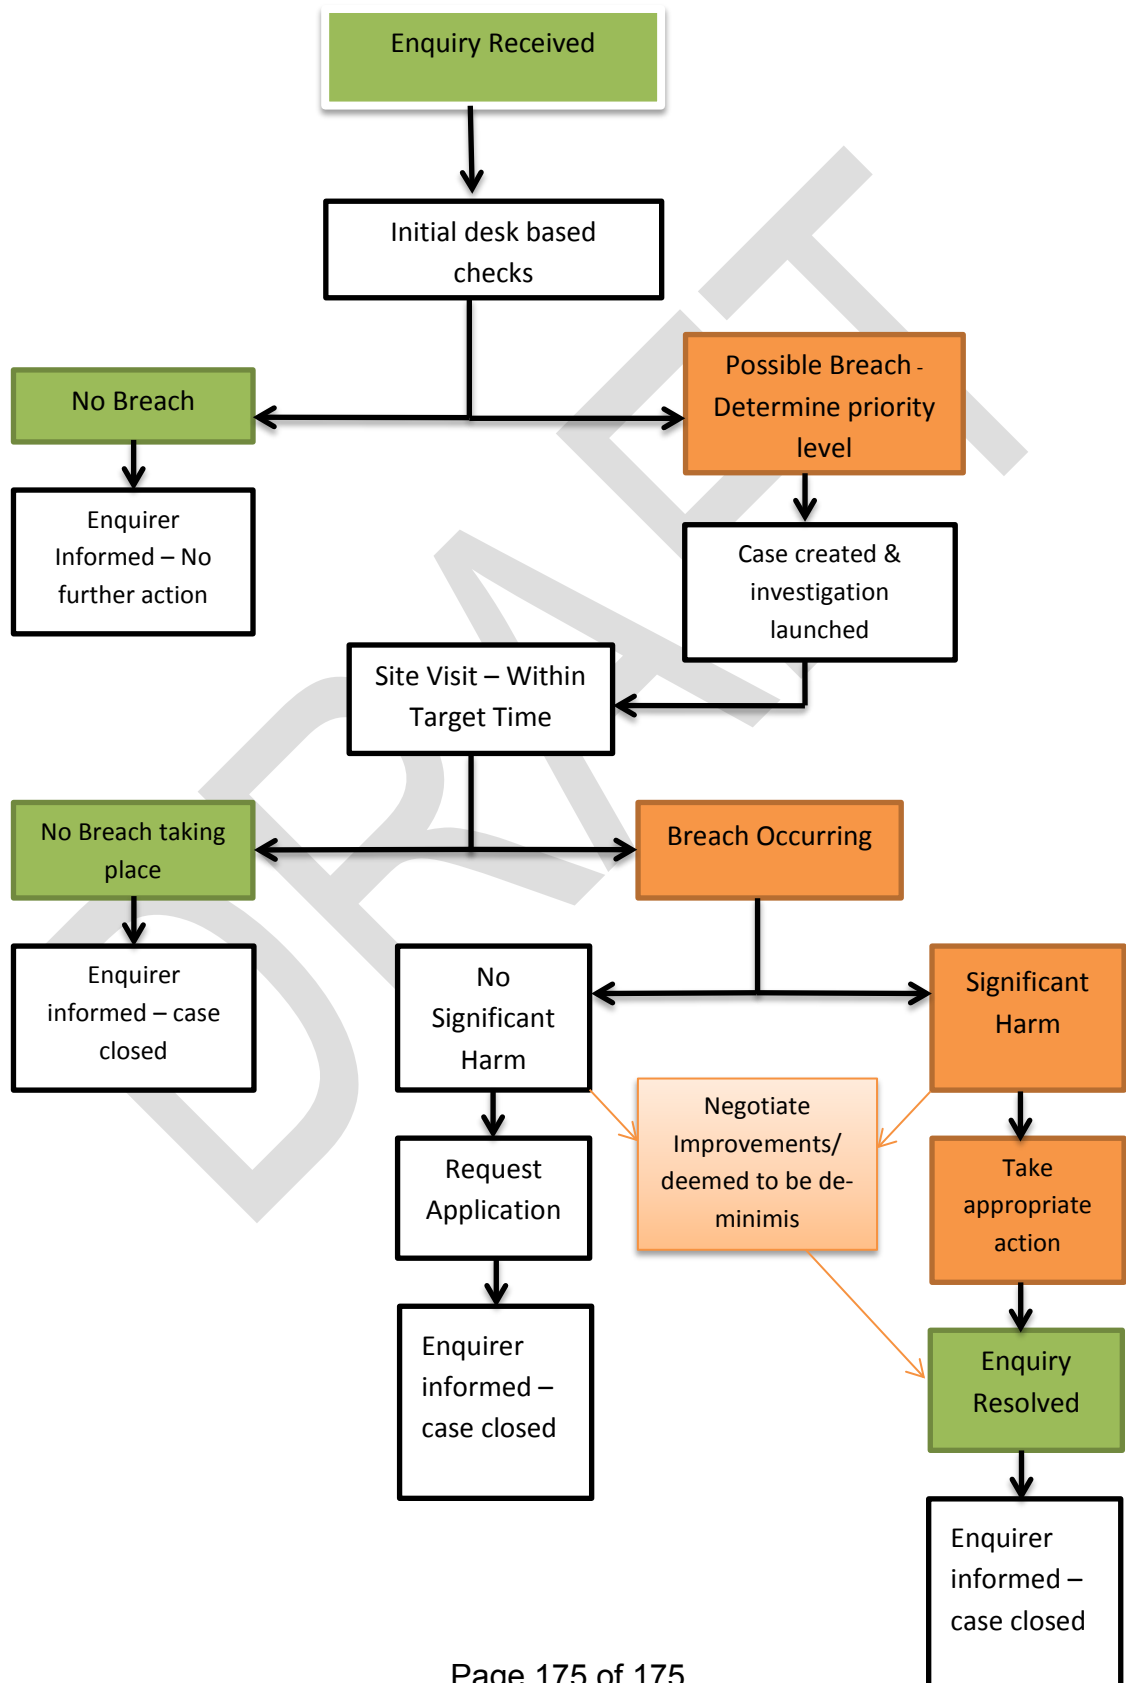 Enquiry Received
Initial desk based
checks
No Breach
Possible Breach -
Determine priority
level
Enquirer
Informed – No
further action
Case created &
investigation
launched
Site Visit – Within
Target Time
No Breach taking
place
Breach Occurring
Enquirer
informed – case
closed
No
Significant
Harm
Significant
Harm
Negotiate
Improvements/
deemed to be de-
minimis
Request
Application
Take
appropriate
action
Enquirer
informed –
case closed
Enquiry
Resolved
Enquirer
informed –
case closed
Page 175 of 175
DRAFT